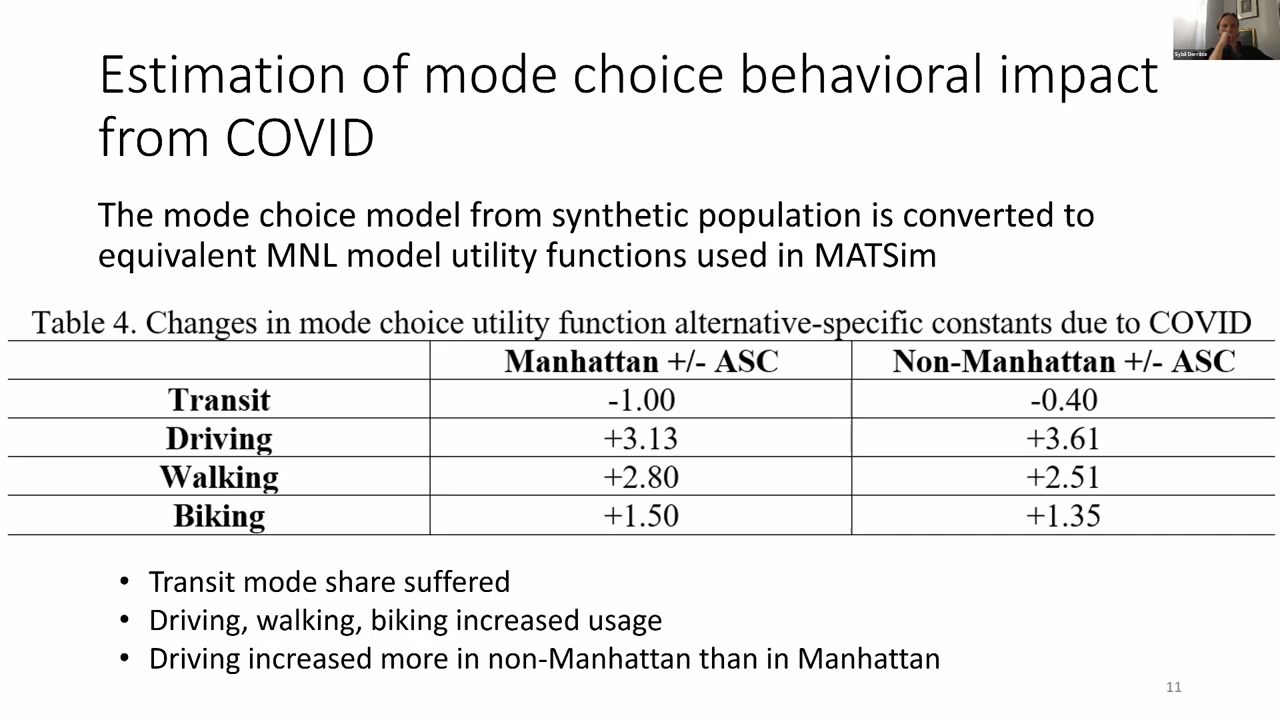 Sybil Derrible
Estimation of mode choice behavioral impact
from COVID
The mode choice model from synthetic population is converted to
equivalent MNL model utility functions used in MATSim
Table 4. Changes in mode choice utility function alternative-specific constants due to COVID
Manhattan +/- ASC Non-Manhattan +/- ASC
Transit -1.00 -0.40
Driving +3.13 +3.61
Walking +2.80 +2.51
Biking +1.50 +1.35
• Transit mode share suffered
• Driving, walking, biking increased usage
• Driving increased more in non-Manhattan than in Manhattan
11